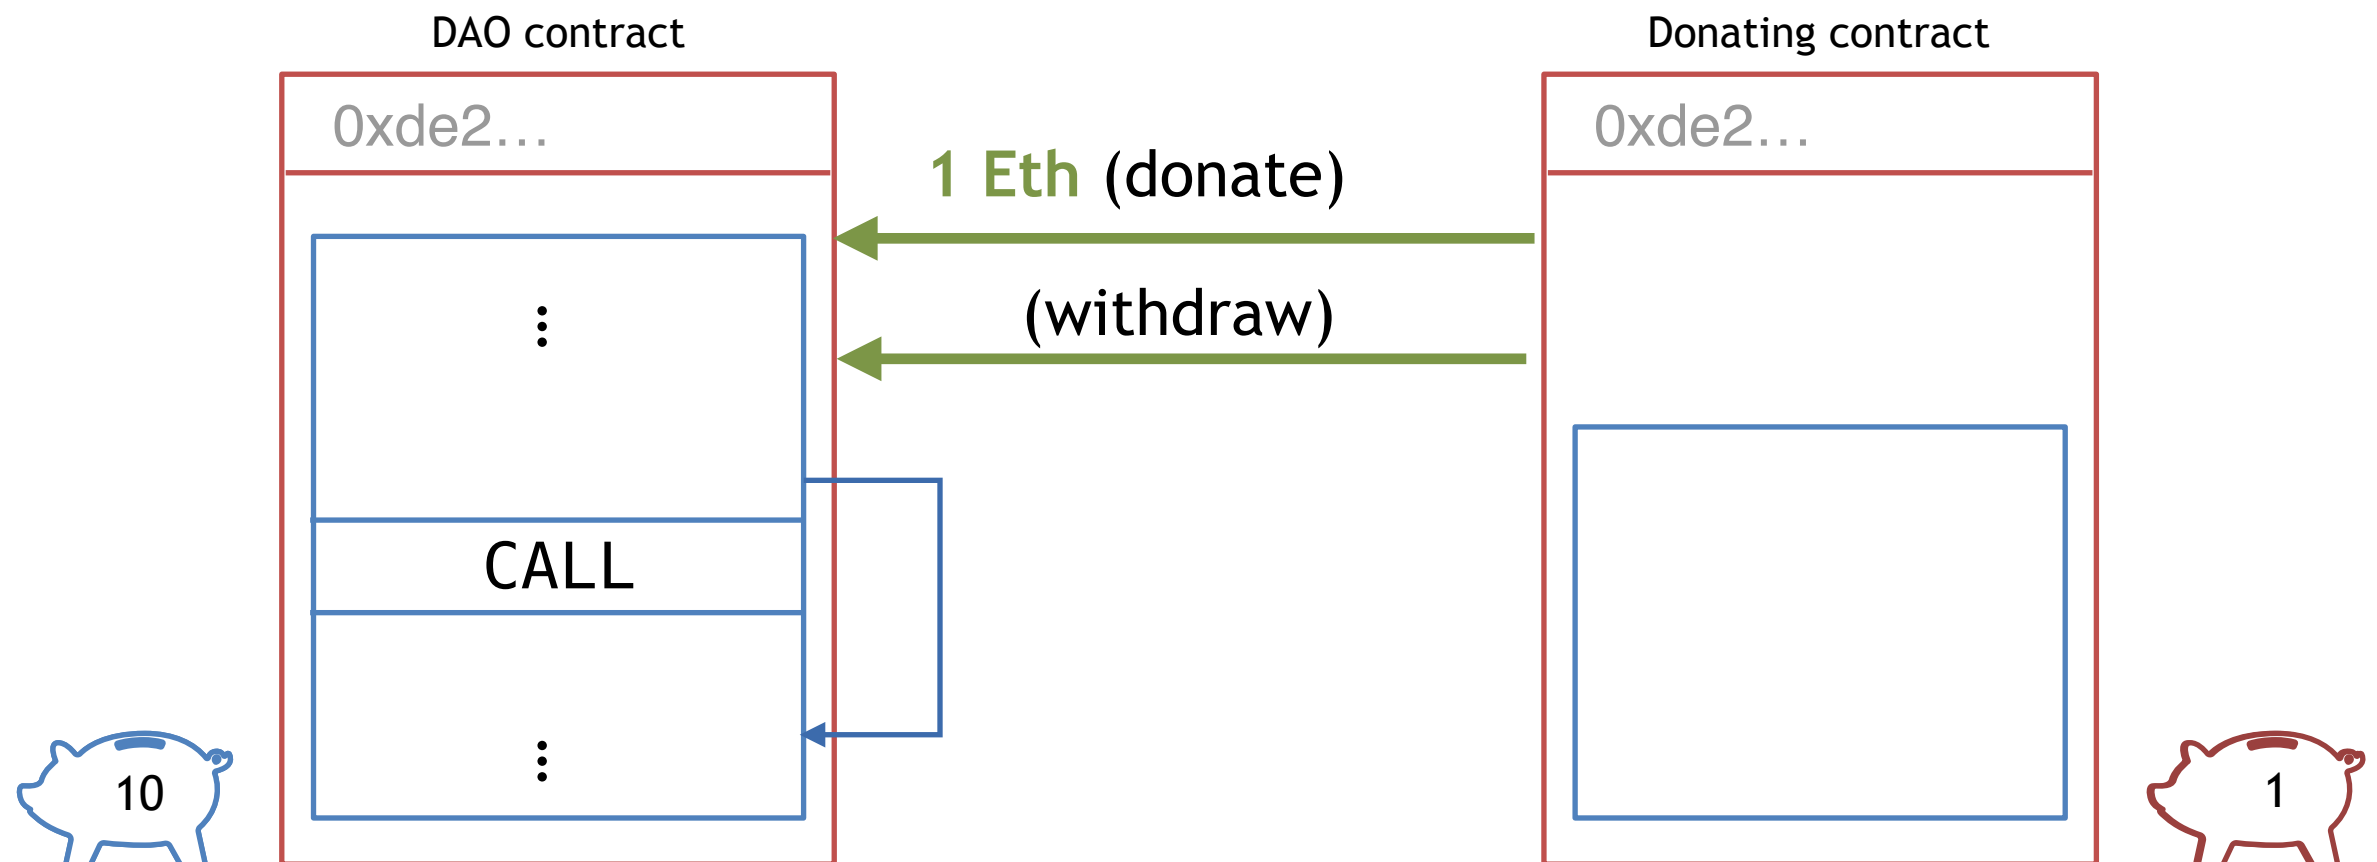 DAO contract
Donating contract
0xde2…
0xde2…
1 Eth (donate)
(withdraw)
CALL
10
1